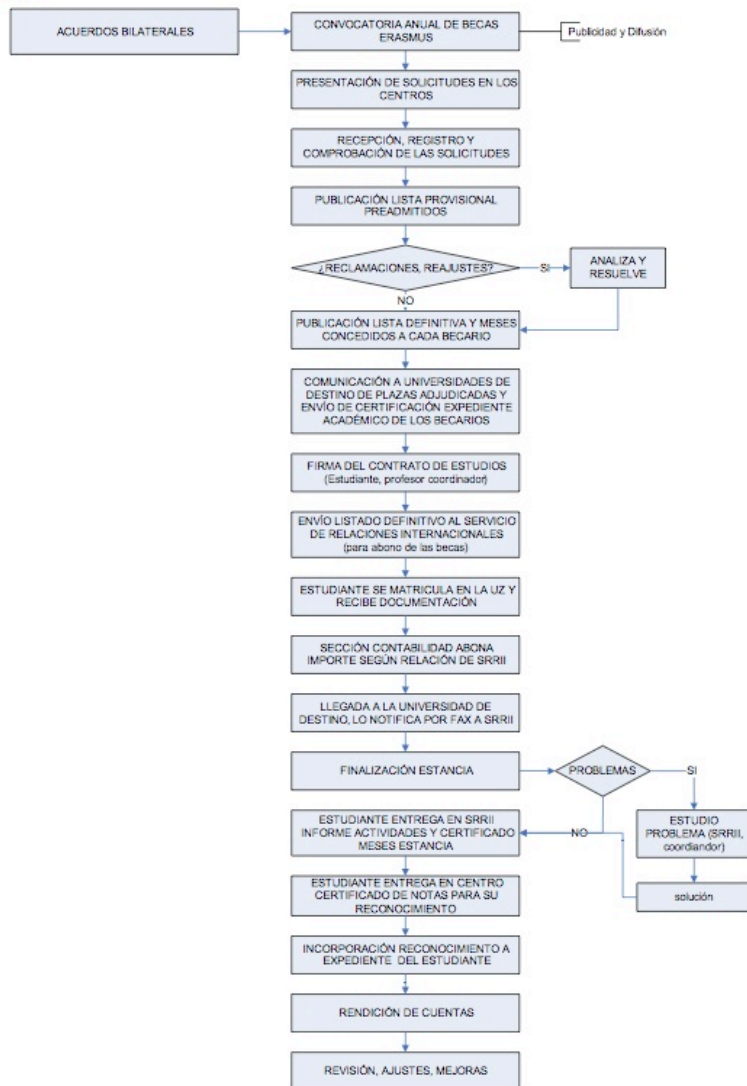 ACUERDOS BILATERALES
CONVOCATORIA ANUAL DE BECAS
ERASMUS
Publicidad y Difusión
PRESENTACIÓN DE SOLICITUDES EN LOS
CENTROS
RECEPCIÓN, REGISTRO Y
COMPROBACIÓN DE LAS SOLICITUDES
PUBLICACIÓN LISTA PROVISIONAL
PREADMITIDOS
¿RECLAMACIONES, REAJUSTES?
SI
ANALIZA Y
RESUELVE
NO
PUBLICACIÓN LISTA DEFINITIVA Y MESES
CONCEDIDOS A CADA BECARIO
COMUNICACIÓN A UNIVERSIDADES DE
DESTINO DE PLAZAS ADJUDICADAS Y
ENVÍO DE CERTIFICACIÓN EXPEDIENTE
ACADÉMICO DE LOS BECARIOS
FIRMA DEL CONTRATO DE ESTUDIOS
(Estudiante, profesor coordinador)
ENVÍO LISTADO DEFINITIVO AL SERVICIO
DE RELACIONES INTERNACIONALES
(para abono de las becas)
ESTUDIANTE SE MATRICULA EN LA UZ Y
RECIBE DOCUMENTACIÓN
SECCIÓN CONTABILIDAD ABONA
IMPORTE SEGÚN RELACIÓN DE SRRII
LLEGADA A LA UNIVERSIDAD DE
DESTINO, LO NOTIFICA POR FAX A SRRII
FINALIZACIÓN ESTANCIA
PROBLEMAS
SI
ESTUDIO
PROBLEMA (SRRII,
coordiandor)
NO
solución
ESTUDIANTE ENTREGA EN SRRII
INFORME ACTIVIDADES Y CERTIFICADO
MESES ESTANCIA
ESTUDIANTE ENTREGA EN CENTRO
CERTIFICADO DE NOTAS PARA SU
RECONOCIMIENTO
INCORPORACIÓN RECONOCIMIENTO A
EXPEDIENTE DEL ESTUDIANTE
RENDICIÓN DE CUENTAS
REVISIÓN, AJUSTES, MEJORAS